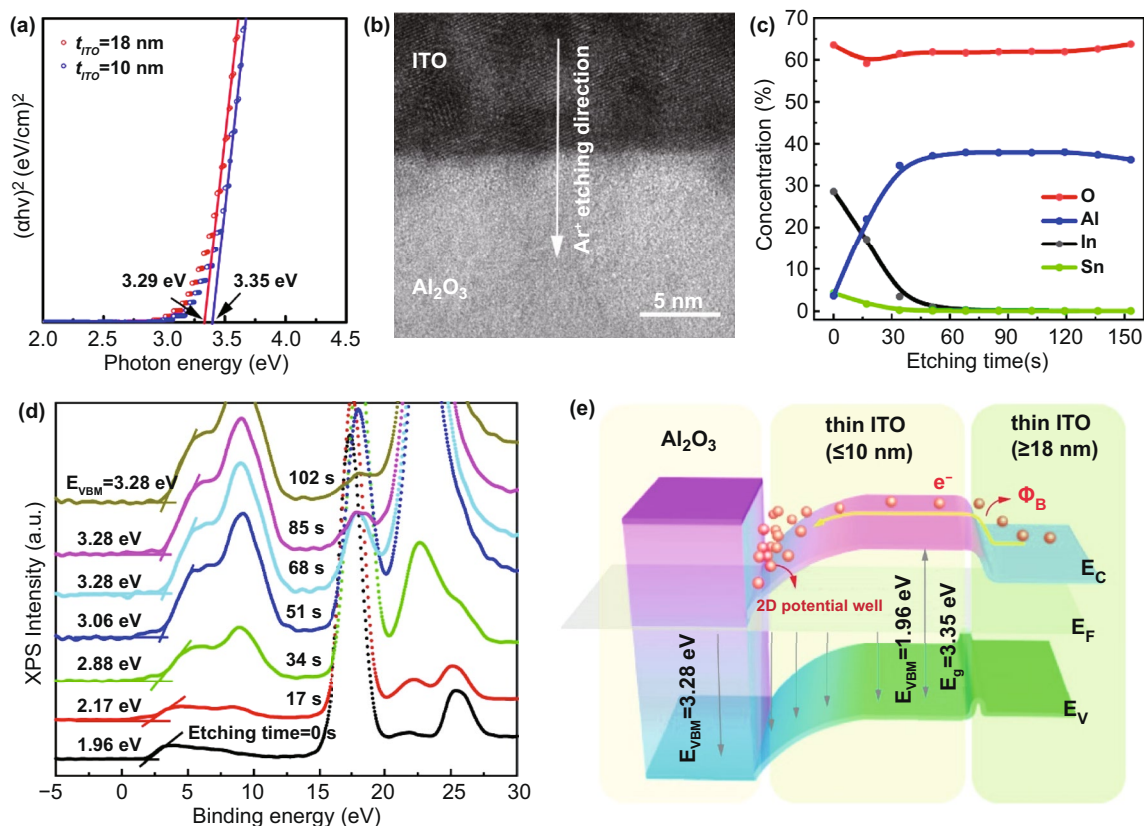 (a)
t_ITO=18 nm
t_ITO=10 nm
(αhν)² (eV/cm)²
3.29 eV
3.35 eV
2.0 2.5 3.0 3.5 4.0 4.5
Photon energy (eV)
(b)
ITO
Ar⁺ etching direction
Al₂O₃
5 nm
(c)
Concentration (%)
70
60
50
40
30
20
10
0
O
Al
In
Sn
0 30 60 90 120 150
Etching time(s)
(d)
XPS Intensity (a.u.)
E_VBM=3.28 eV
102 s
3.28 eV
85 s
3.28 eV
68 s
3.06 eV
51 s
2.88 eV
34 s
2.17 eV
17 s
1.96 eV
Etching time=0 s
−5 0 5 10 15 20 25 30
Binding energy (eV)
(e)
Al₂O₃
thin ITO
(≤10 nm)
thin ITO
(≥18 nm)
e⁻
Φ_B
E_C
2D potential well
E_F
E_VBM=3.28 eV
E_VBM=1.96 eV
E_g=3.35 eV
E_V